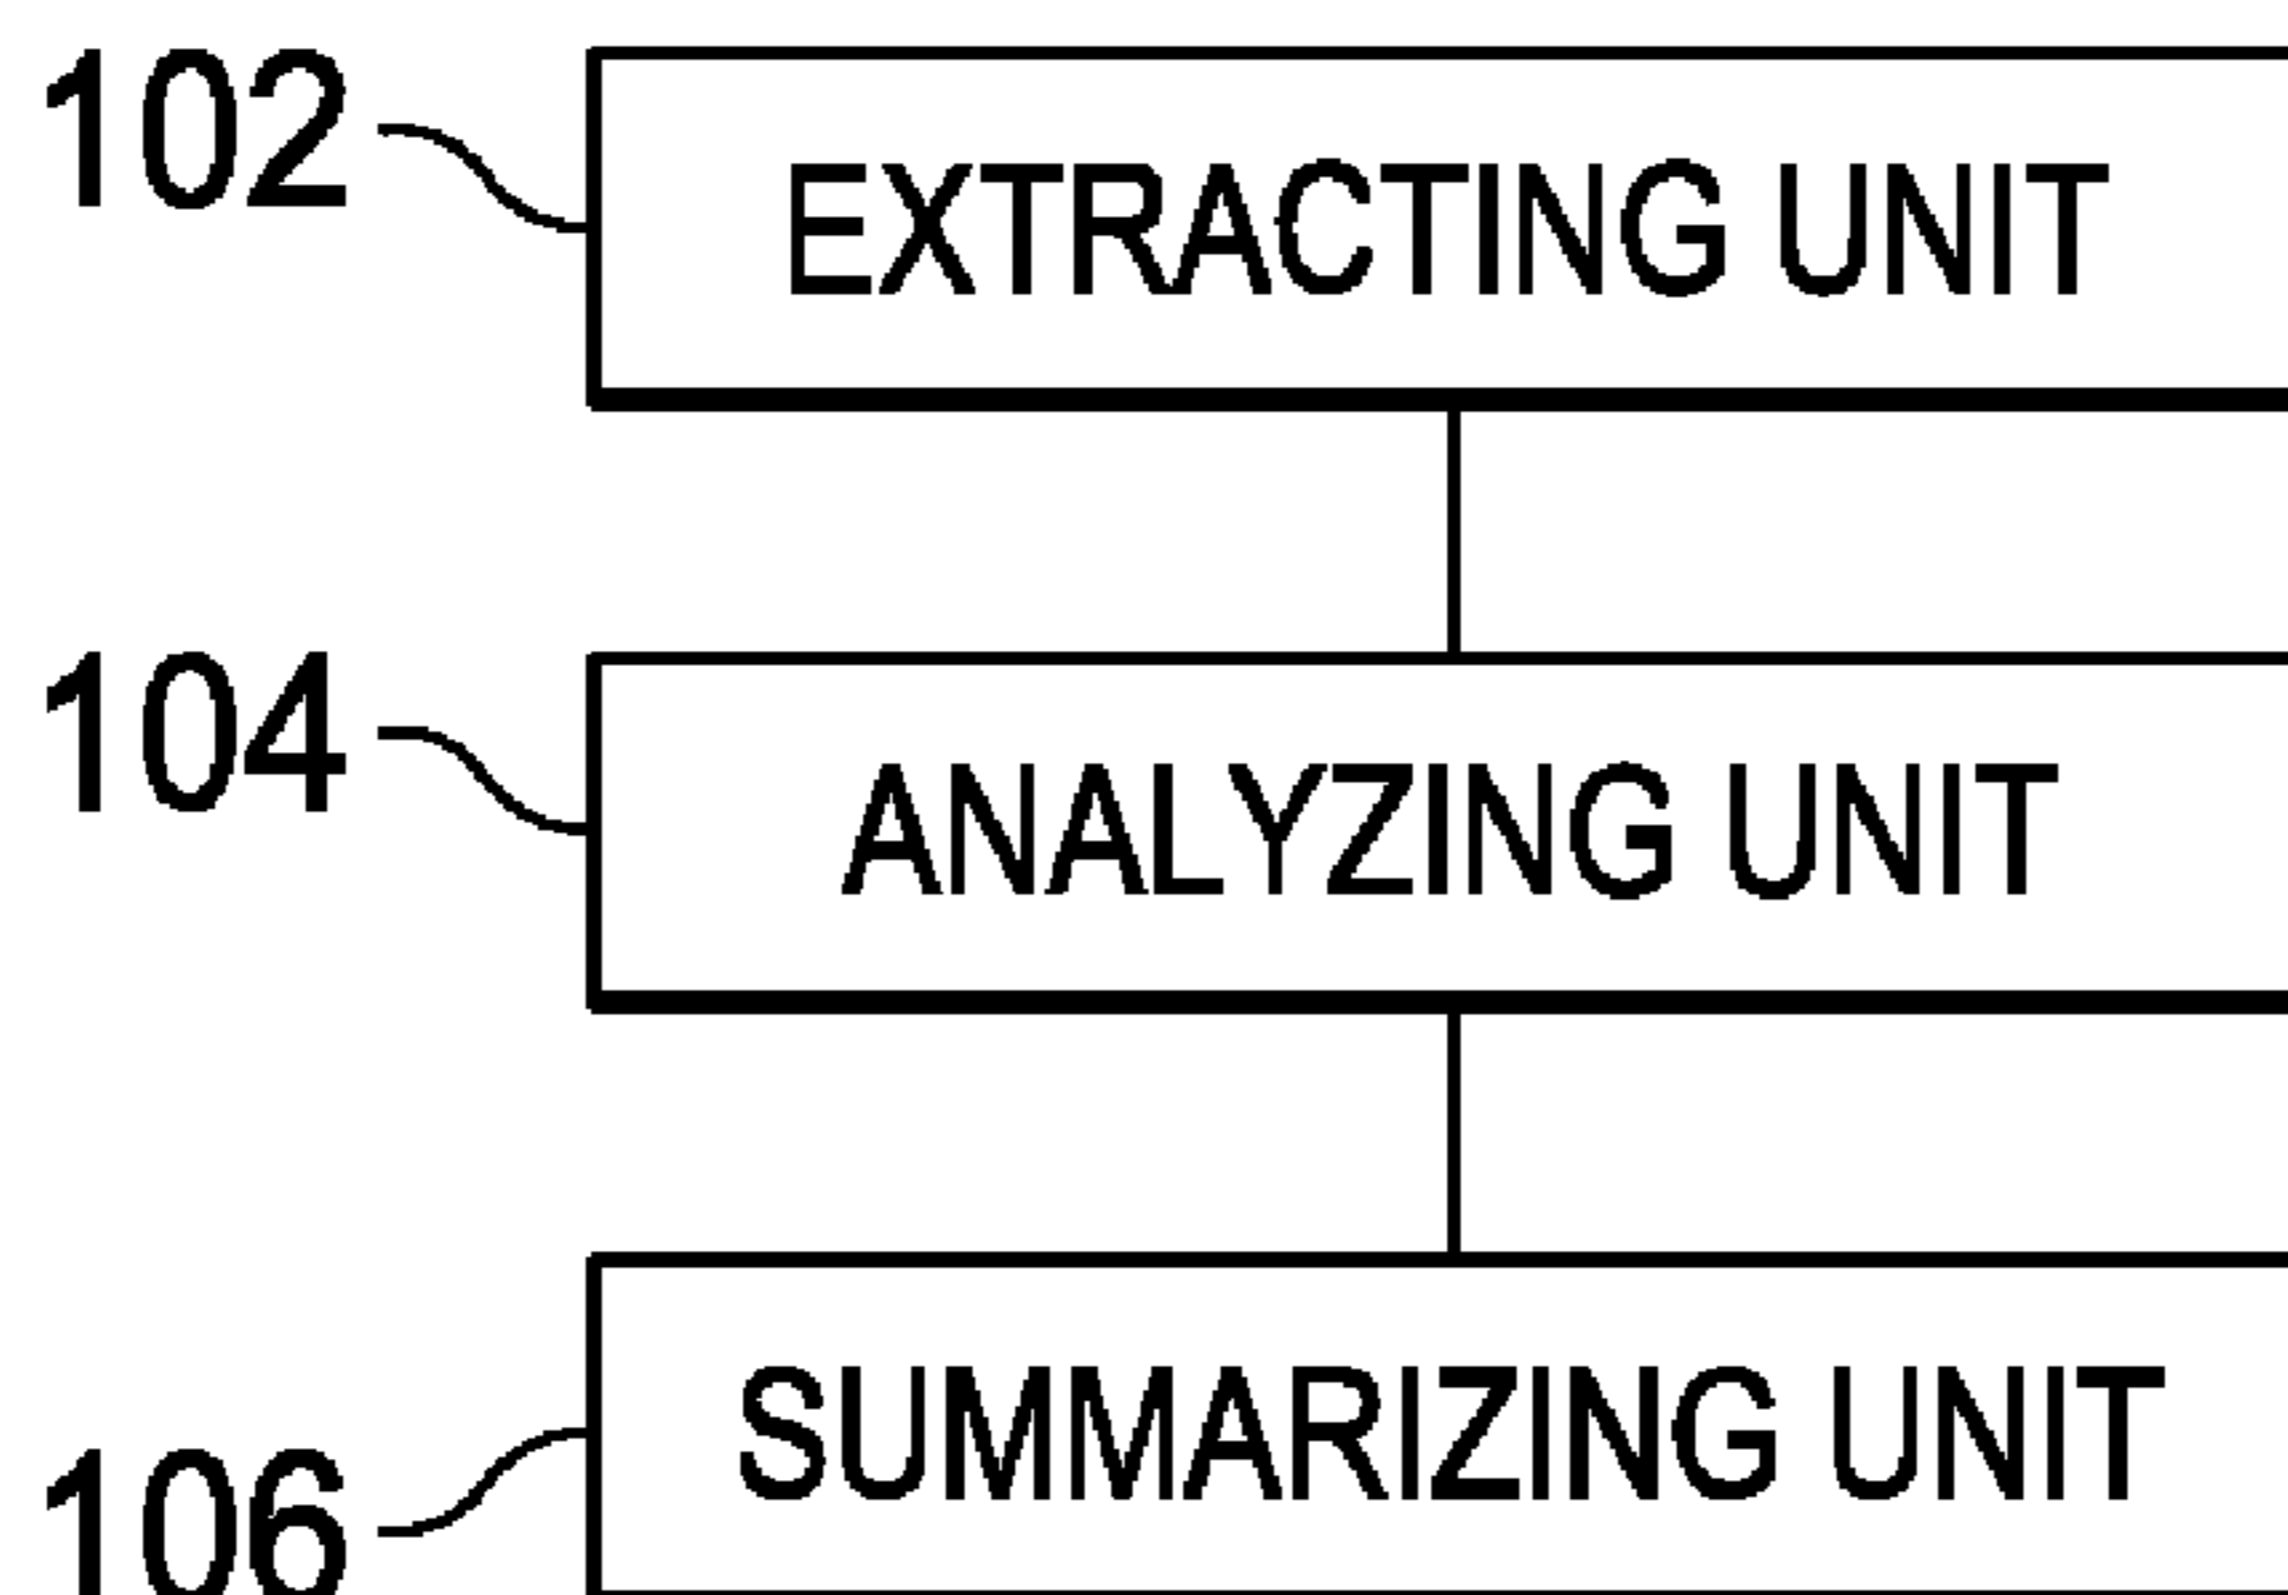 102
EXTRACTING UNIT
104
ANALYZING UNIT
SUMMARIZING UNIT
106